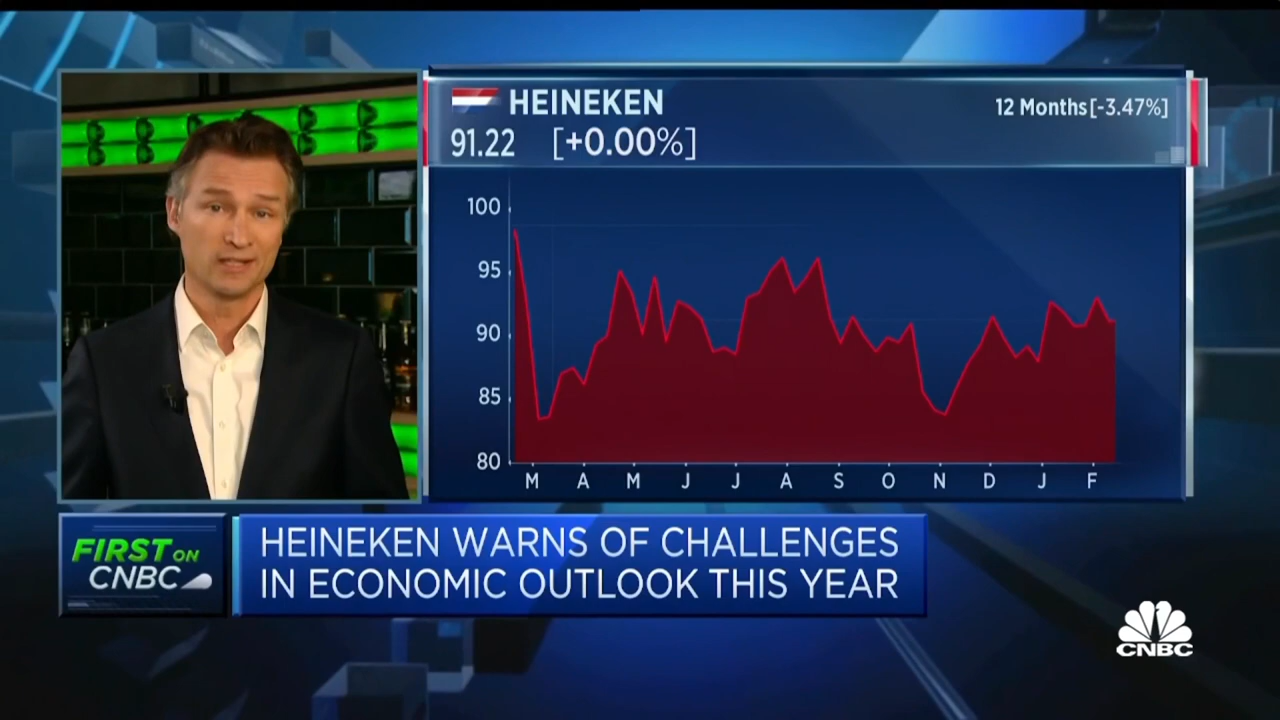 HEINEKEN
91.22 [+0.00%]
12 Months[-3.47%]
100
95
90
85
80
M A M J J A S O N D J F
FIRST ON
CNBC
HEINEKEN WARNS OF CHALLENGES
IN ECONOMIC OUTLOOK THIS YEAR
CNBC